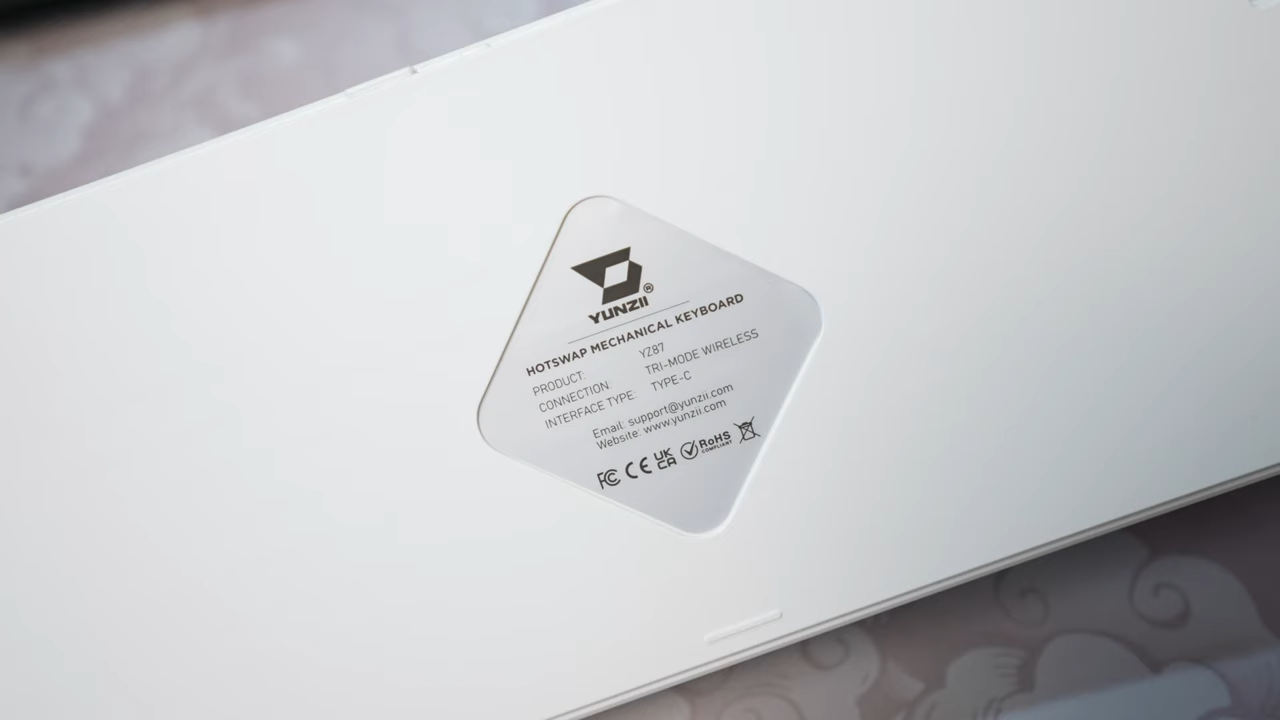 YUNZII®
HOTSWAP MECHANICAL KEYBOARD
PRODUCT: YZ87
CONNECTION: TRI-MODE WIRELESS
INTERFACE TYPE: TYPE-C
Email: support@yunzii.com
Website: www.yunzii.com
FC CE UK CA RoHS COMPLIANT